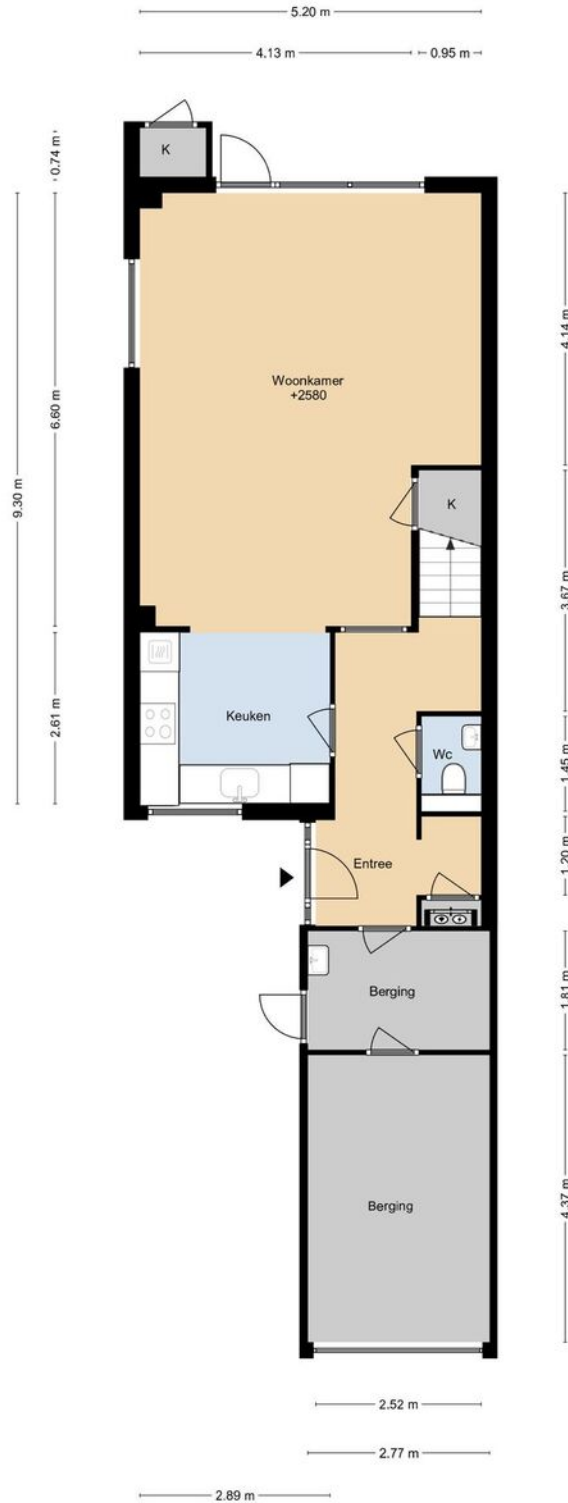 5.20 m
4.13 m
0.95 m
0.74 m
K
4.14 m
Woonkamer
+2580
6.60 m
9.30 m
K
3.67 m
2.61 m
Keuken
Wc
1.45 m
1.20 m
Entree
Berging
1.81 m
Berging
4.37 m
2.52 m
2.77 m
2.89 m